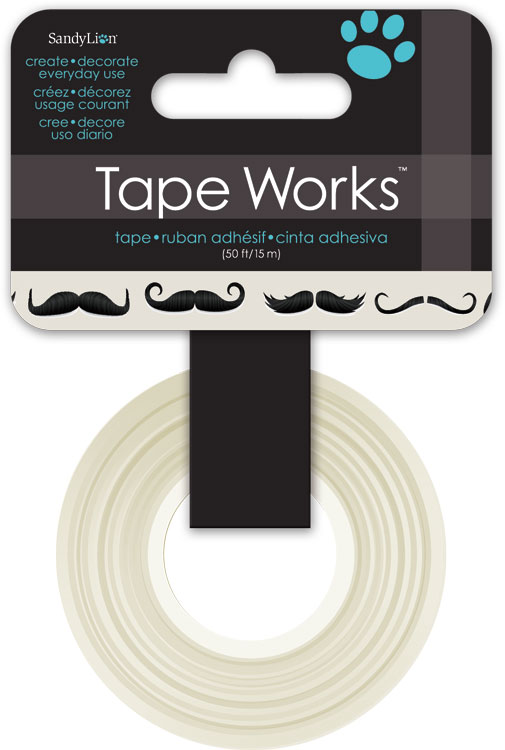 SandyLion
create•decorate
everyday use
créez•décorez
usage courant
cree•decore
uso diario
Tape Works™
tape•ruban adhésif•cinta adhesiva
(50 ft/15 m)